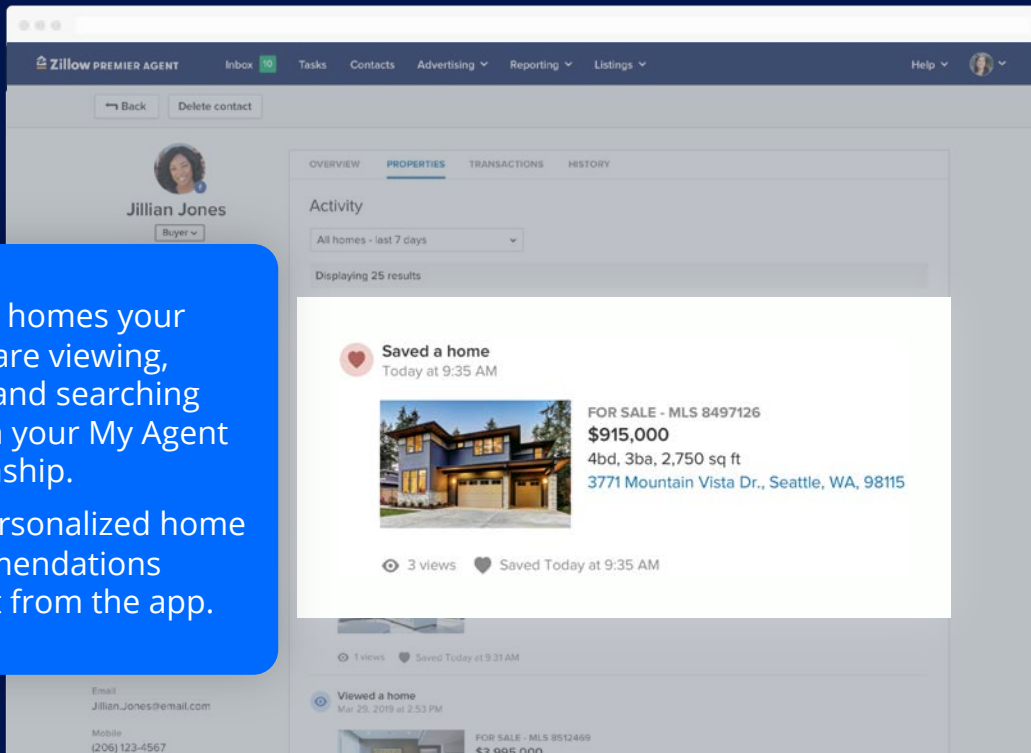 Zillow PREMIER AGENT Inbox 10 Tasks Contacts Advertising Reporting Listings Help
Back Delete contact
Jillian Jones
Buyer
OVERVIEW PROPERTIES TRANSACTIONS HISTORY
Activity
All homes - last 7 days
Displaying 25 results
homes your
are viewing,
and searching
your My Agent
ship.
rsonalized home
mendations
t from the app.
Saved a home
Today at 9:35 AM
FOR SALE - MLS 8497126
$915,000
4bd, 3ba, 2,750 sq ft
3771 Mountain Vista Dr., Seattle, WA, 98115
3 views Saved Today at 9:35 AM
1 views Saved Today at 9:31 AM
Email
Jillian.Jones@email.com
Mobile
(206) 123-4567
Viewed a home
Mar 29, 2019 at 2:53 PM
FOR SALE - MLS 8512469
$3,995,000